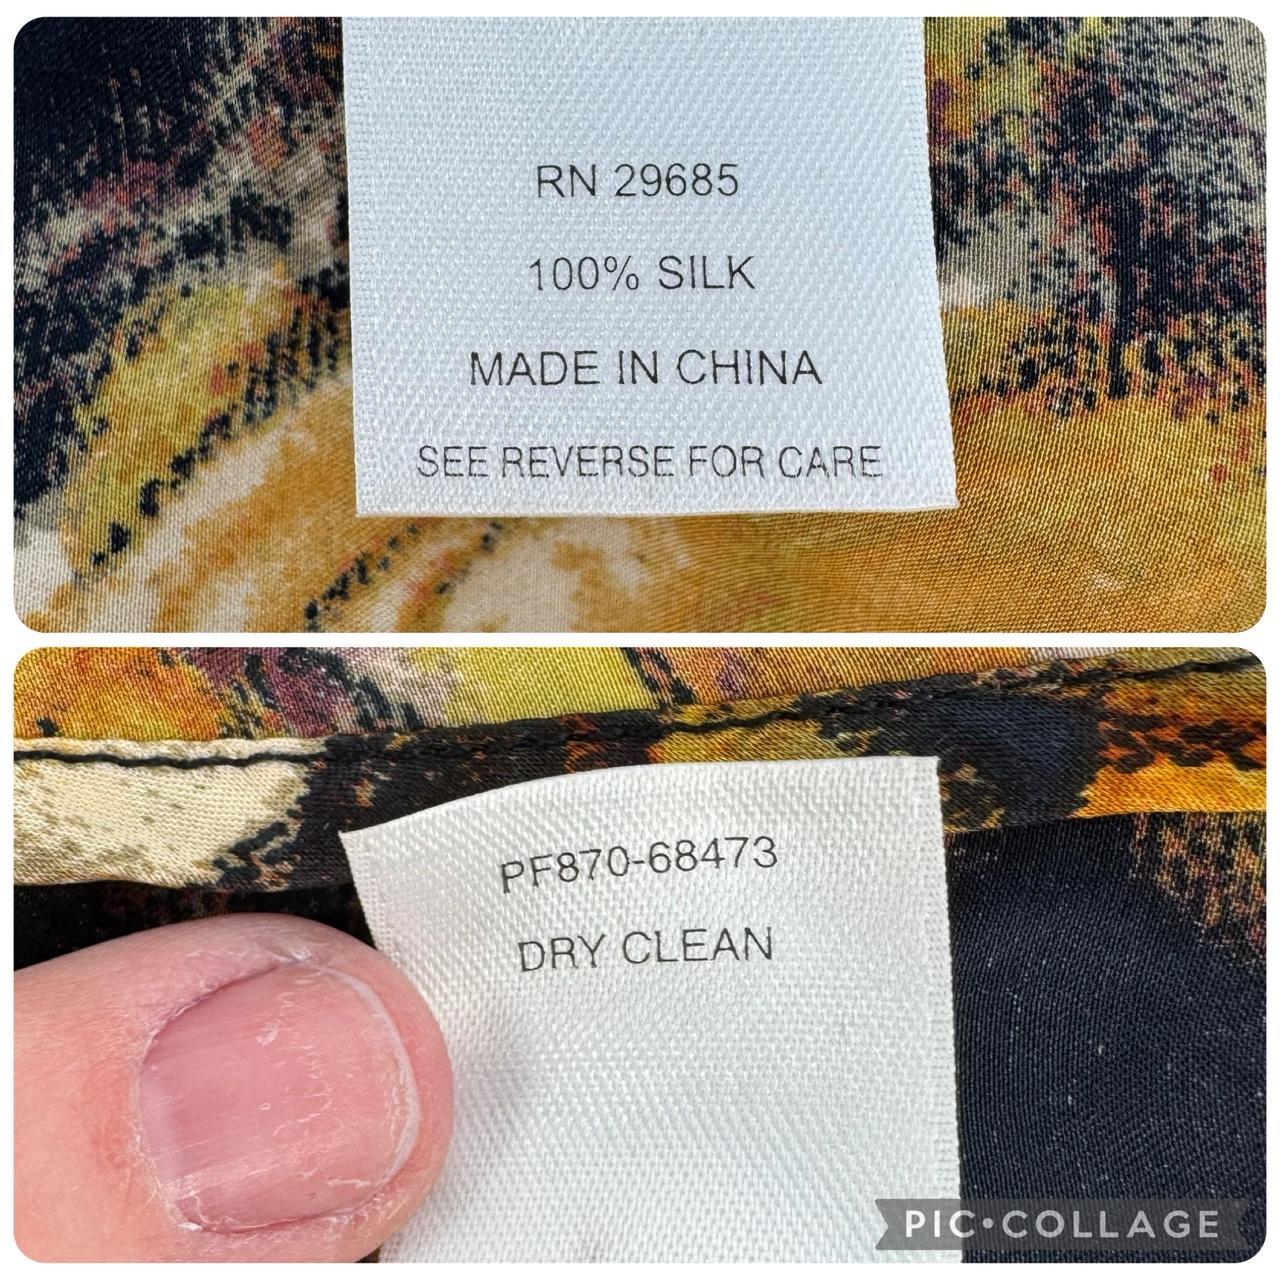 RN 29685
100% SILK
MADE IN CHINA
SEE REVERSE FOR CARE
PF870-68473
DRY CLEAN
PIC•COLLAGE